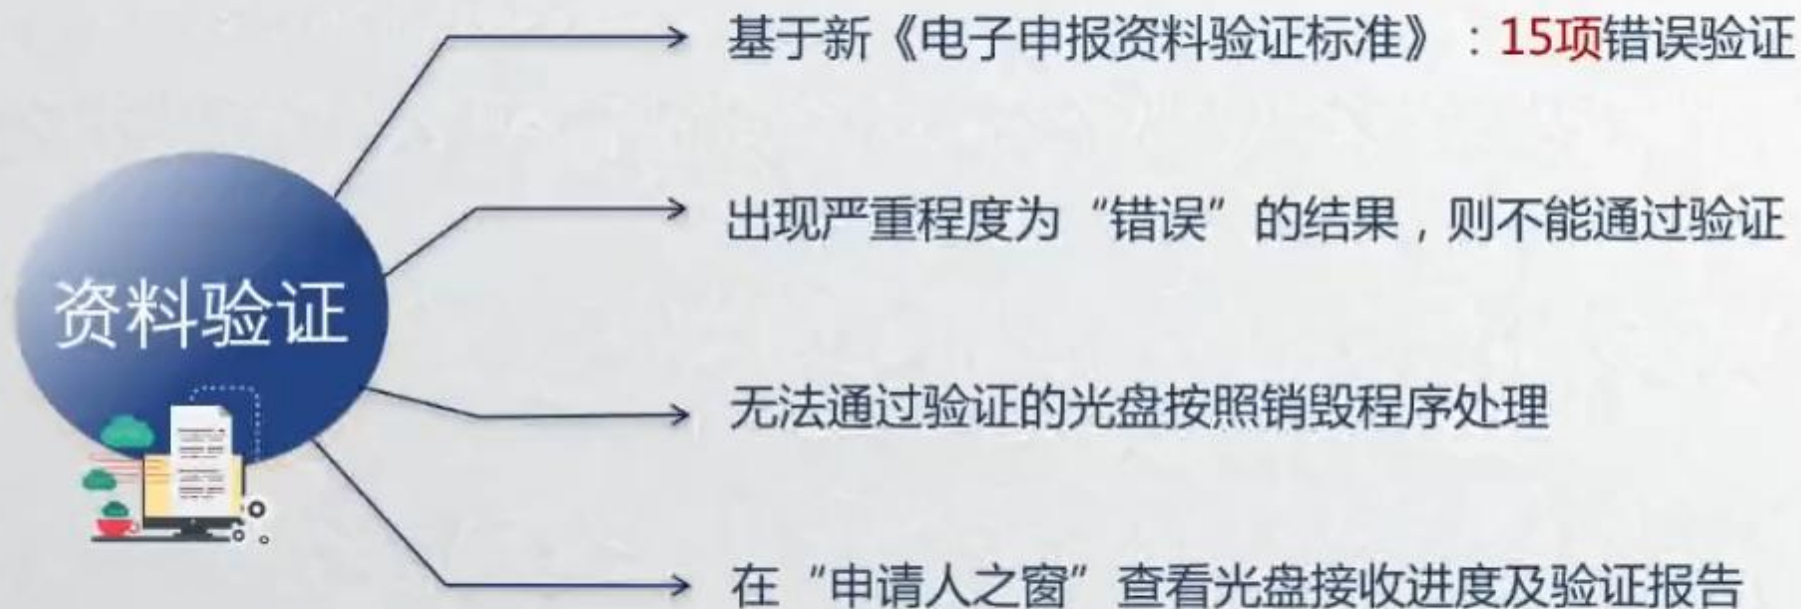 基于新《电子申报资料验证标准》:15项错误验证
出现严重程度为“错误”的结果,则不能通过验证
资料验证
无法通过验证的光盘按照销毁程序处理
在“申请人之窗”查看光盘接收进度及验证报告